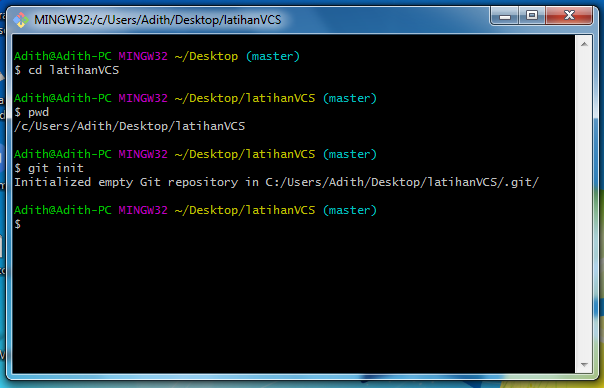 MINGW32:/c/Users/Adith/Desktop/latihanVCS
Adith@Adith-PC MINGW32 ~/Desktop (master)
$ cd latihanVCS
Adith@Adith-PC MINGW32 ~/Desktop/latihanVCS (master)
$ pwd
/c/Users/Adith/Desktop/latihanVCS
Adith@Adith-PC MINGW32 ~/Desktop/latihanVCS (master)
$ git init
Initialized empty Git repository in C:/Users/Adith/Desktop/latihanVCS/.git/
Adith@Adith-PC MINGW32 ~/Desktop/latihanVCS (master)
$